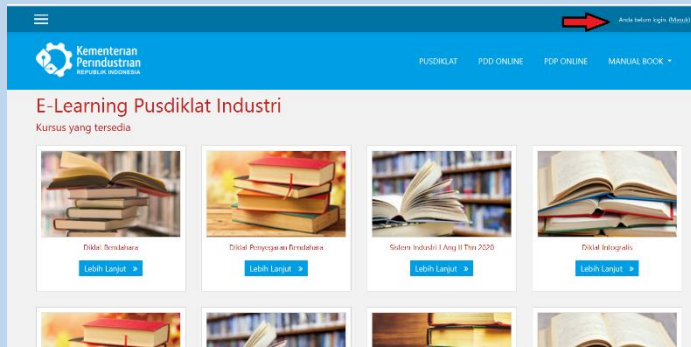 Anda belum login. (Masuk)
Kementerian
Perindustrian
REPUBLIK INDONESIA
PUSDIKLAT PDD ONLINE PDP ONLINE MANUAL BOOK
E-Learning Pusdiklat Industri
Kursus yang tersedia
Diklat Bendahara
Diklat Penyegaran Bendahara
Sistem Industri I Ang II Thn 2020
Diklat Integratis
Lebih Lanjut »
Lebih Lanjut »
Lebih Lanjut »
Lebih Lanjut »